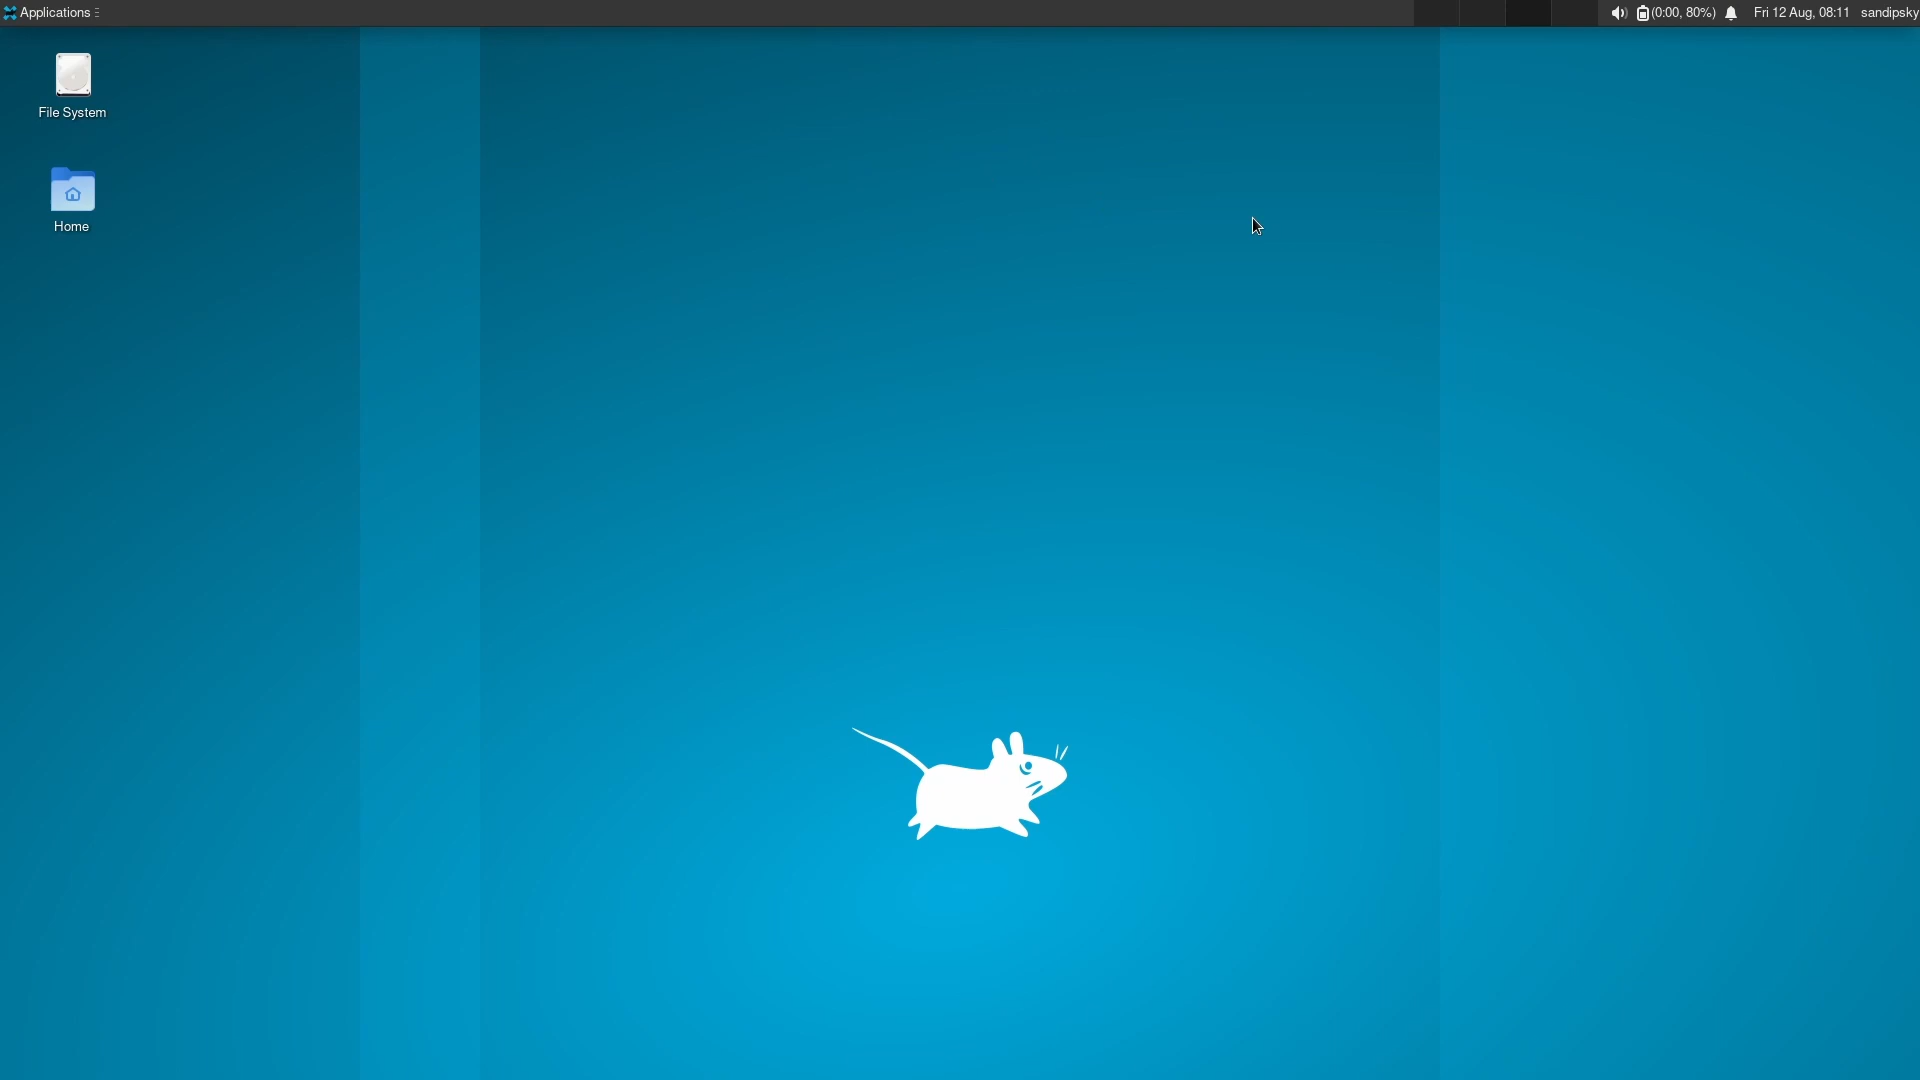 Applications
(0:00, 80%)
Fri 12 Aug, 08:11
sandipsky
File System
Home